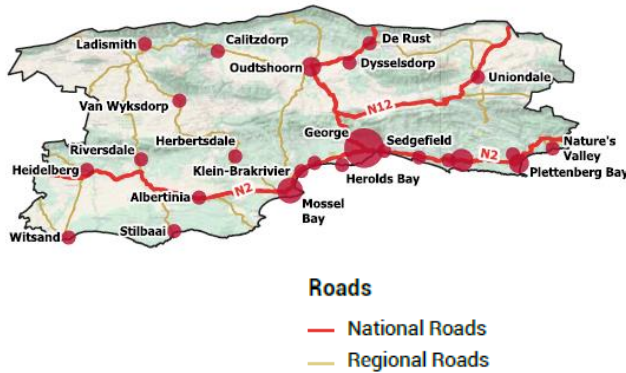 De Rust
Ladismith
Calitzdorp
Oudtshoorn
Dysselsdorp
Uniondale
Van Wyksdorp
N12
George
Sedgefield
Herbertsdale
Nature's
Valley
Riversdale
Heidelberg
Klein-Brakrivier
N2
Herolds Bay
Plettenberg Bay
Albertinia
N2
Mossel
Bay
Witsand
Stilbaai
Roads
National Roads
Regional Roads